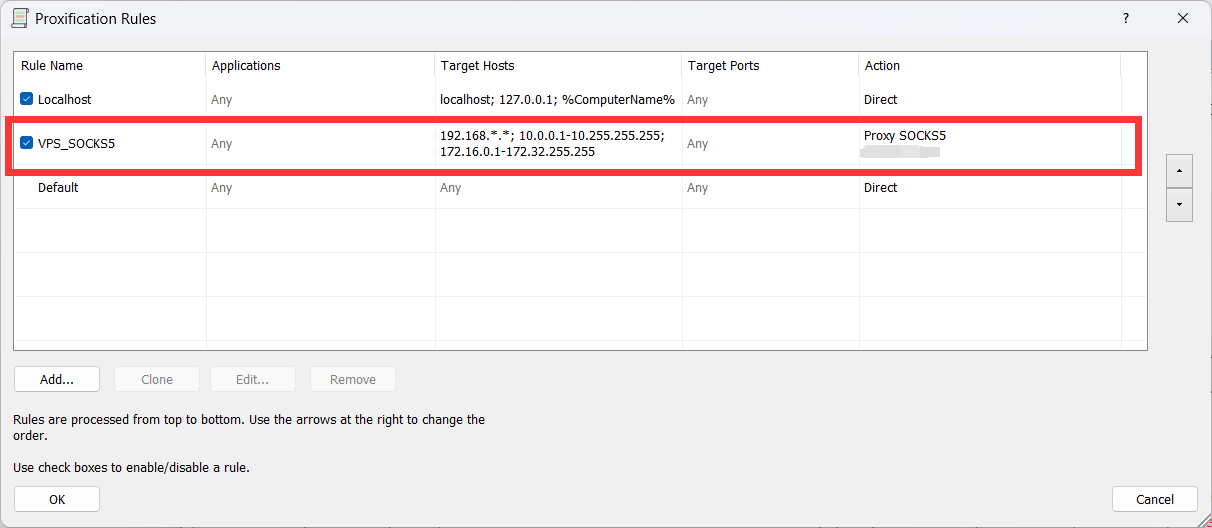 Proxification Rules
?
Rule Name Applications Target Hosts Target Ports Action
Localhost Any localhost; 127.0.0.1; %ComputerName% Any Direct
VPS_SOCKS5 Any 192.168.*.*; 10.0.0.1-10.255.255.255; Any Proxy SOCKS5
172.16.0.1-172.32.255.255
Default Any Any Any Direct
Add... Clone Edit... Remove
Rules are processed from top to bottom. Use the arrows at the right to change the
order.
Use check boxes to enable/disable a rule.
OK Cancel